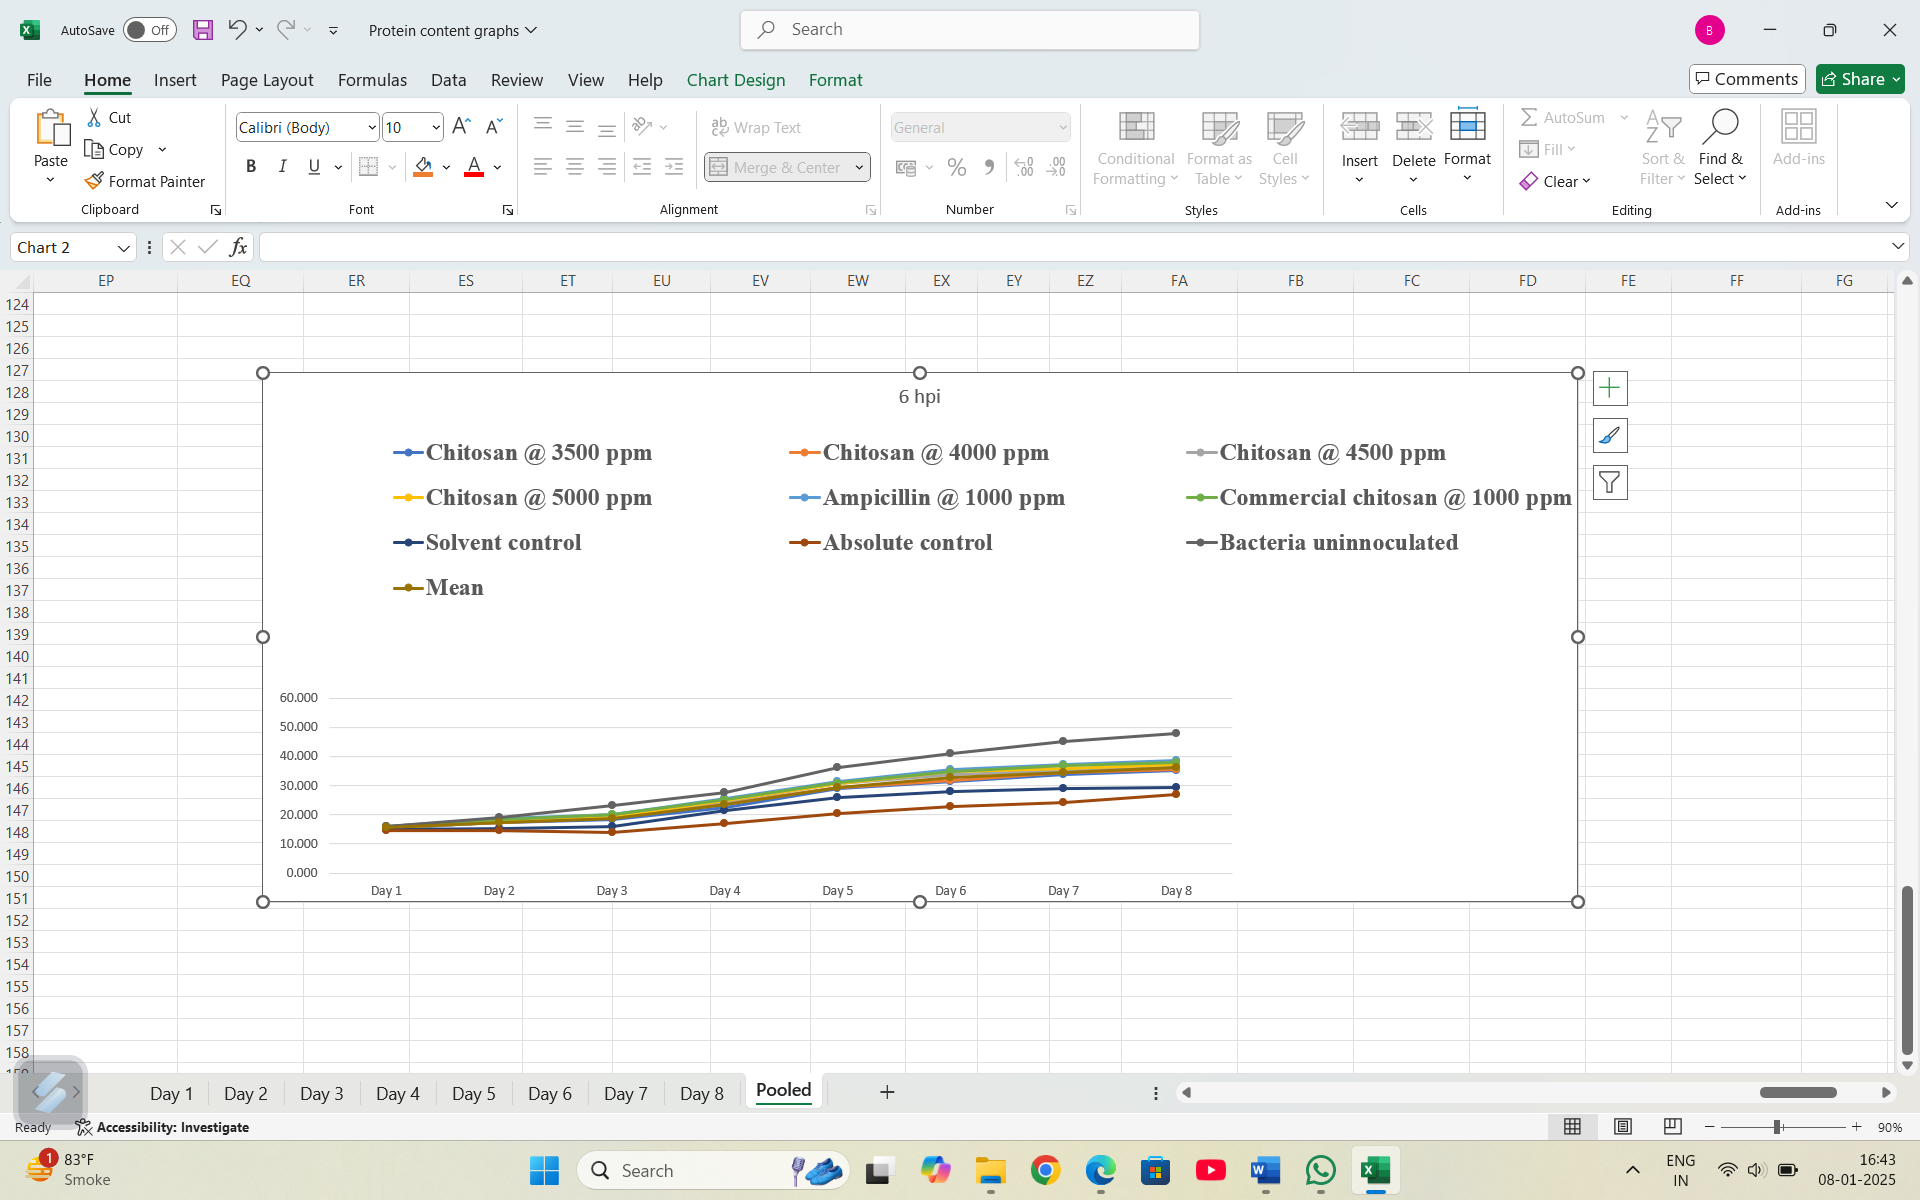 AutoSave Off Protein content graphs Search B
File Home Insert Page Layout Formulas Data Review View Help Chart Design Format Comments Share
Paste Cut Copy Format Painter Clipboard
Calibri (Body) 10 B I U A Font
Wrap Text Merge & Center Alignment
General % Number
Conditional Formatting Format as Table Cell Styles Styles
Insert Delete Format Cells
AutoSum Fill Clear Sort & Filter Find & Select Editing
Add-ins Add-ins
Chart 2 fx
EP EQ ER ES ET EU EV EW EX EY EZ FA FB FC FD FE FF FG
124
125
126
127
128
129
130
131
132
133
134
135
136
137
138
139
140
141
142
143
144
145
146
147
148
149
150
151
152
153
154
155
156
157
158
6 hpi
Chitosan @ 3500 ppm Chitosan @ 4000 ppm Chitosan @ 4500 ppm
Chitosan @ 5000 ppm Ampicillin @ 1000 ppm Commercial chitosan @ 1000 ppm
Solvent control Absolute control Bacteria uninnoculated
Mean
60.000
50.000
40.000
30.000
20.000
10.000
0.000
Day 1 Day 2 Day 3 Day 4 Day 5 Day 6 Day 7 Day 8
Day 1 Day 2 Day 3 Day 4 Day 5 Day 6 Day 7 Day 8 Pooled
Ready Accessibility: Investigate 90%
1 83°F Smoke
Search
ENG IN
16:43
08-01-2025